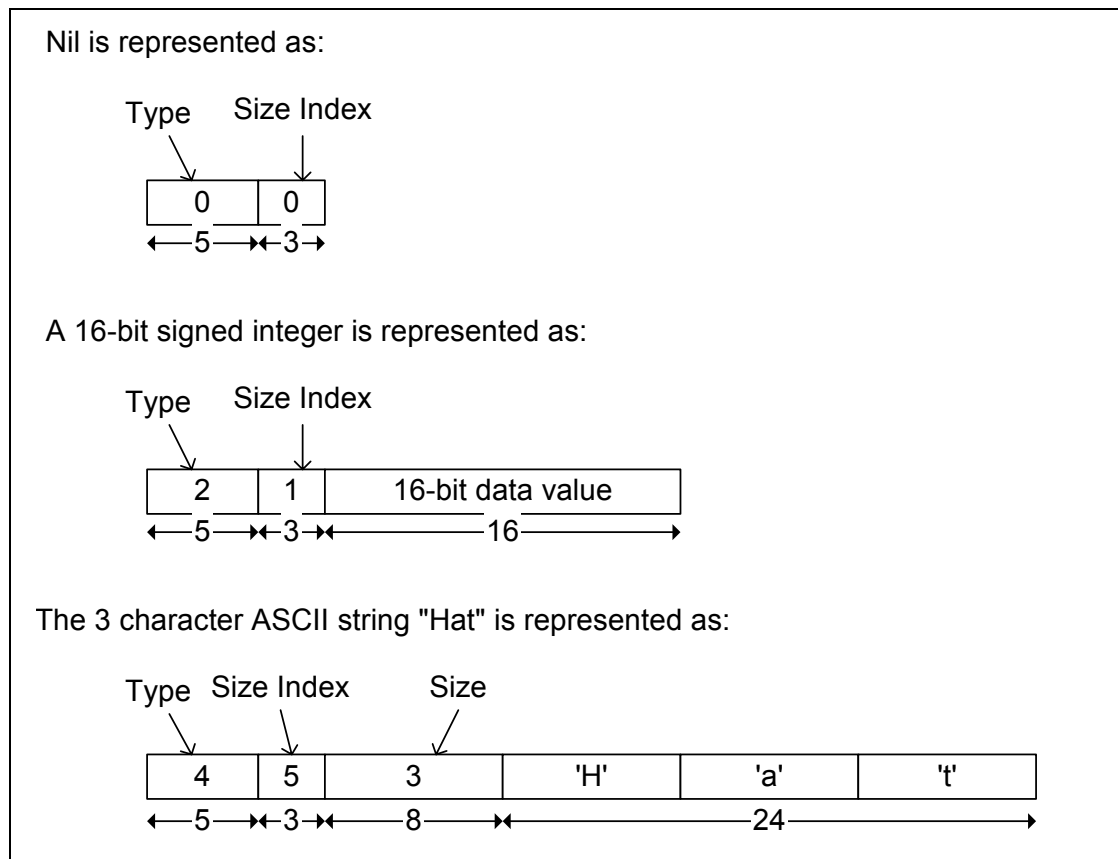 Nil is represented as:
Type Size Index
0 0
5 3
A 16-bit signed integer is represented as:
Type Size Index
2 1 16-bit data value
5 3 16
The 3 character ASCII string "Hat" is represented as:
Type Size Index Size
4 5 3 'H' 'a' 't'
5 3 8 24